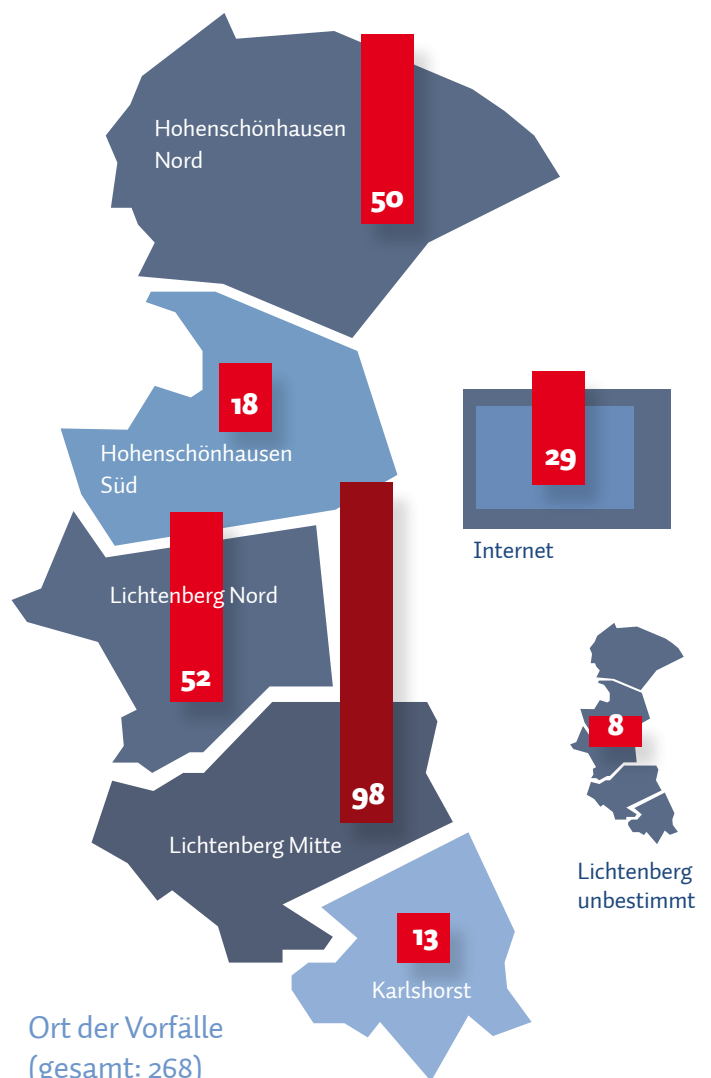 Hohenschönhausen
Nord
50
18
Hohenschönhausen
Süd
29
Internet
Lichtenberg Nord
52
8
98
Lichtenberg Mitte
Lichtenberg
unbestimmt
13
Karlshorst
Ort der Vorfälle
(gesamt: 268)